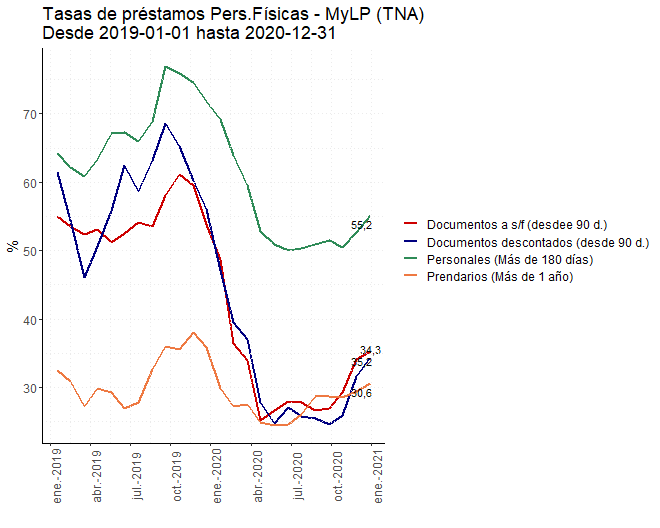 Tasas de préstamos Pers.Físicas - MyLP (TNA)
Desde 2019-01-01 hasta 2020-12-31
%
70
60
50
40
30
55,2
34,3
35,2
30,6
ene.-2019
abr.-2019
jul.-2019
oct.-2019
ene.-2020
abr.-2020
jul.-2020
oct.-2020
ene.-2021
Documentos a s/f (desdee 90 d.)
Documentos descontados (desde 90 d.)
Personales (Más de 180 días)
Prendarios (Más de 1 año)